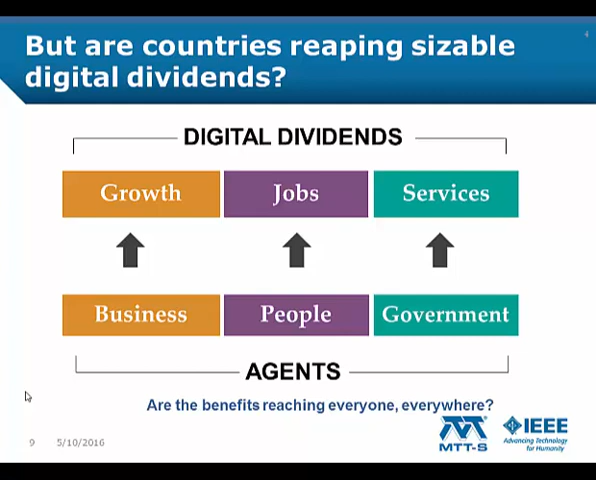 But are countries reaping sizable
digital dividends?
DIGITAL DIVIDENDS
Growth Jobs Services
Business People Government
AGENTS
Are the benefits reaching everyone, everywhere?
MTT-S
IEEE
Advancing Technology
for Humanity
9 5/10/2016